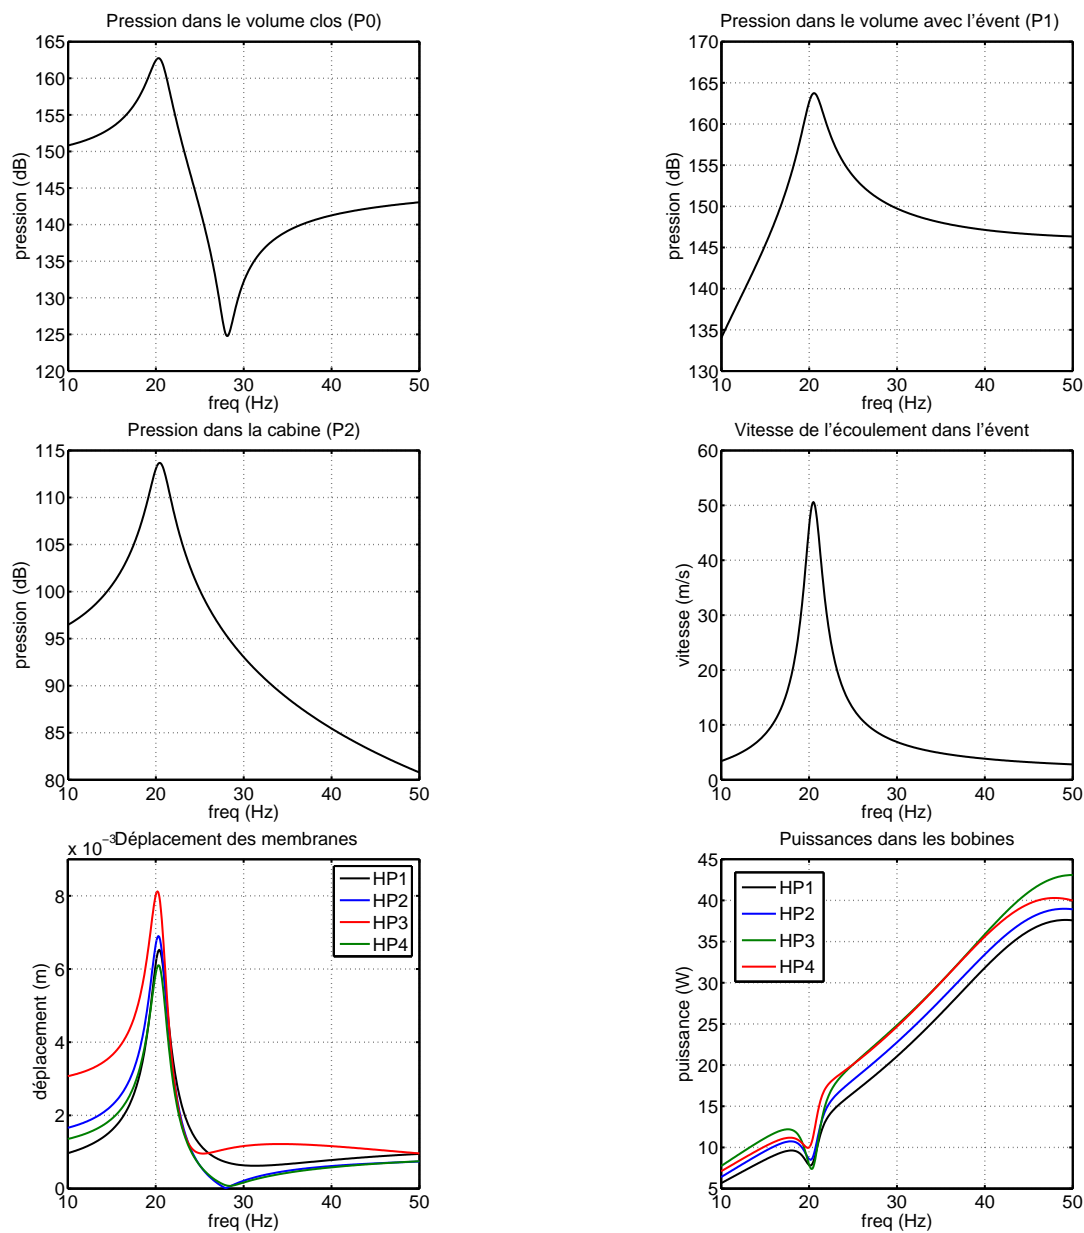 Pression dans le volume clos (P0)
165
160
155
150
145
140
135
130
125
120
pression (dB)
10 20 30 40 50
freq (Hz)
Pression dans le volume avec l'évent (P1)
170
165
160
155
150
145
140
135
130
pression (dB)
10 20 30 40 50
freq (Hz)
Pression dans la cabine (P2)
115
110
105
100
95
90
85
80
pression (dB)
10 20 30 40 50
freq (Hz)
Vitesse de l'écoulement dans l'évent
60
50
40
30
20
10
0
vitesse (m/s)
10 20 30 40 50
freq (Hz)
x 10⁻³ Déplacement des membranes
8
6
4
2
0
déplacement (m)
HP1
HP2
HP3
HP4
10 20 30 40 50
freq (Hz)
Puissances dans les bobines
45
40
35
30
25
20
15
10
5
puissance (W)
HP1
HP2
HP3
HP4
10 20 30 40 50
freq (Hz)